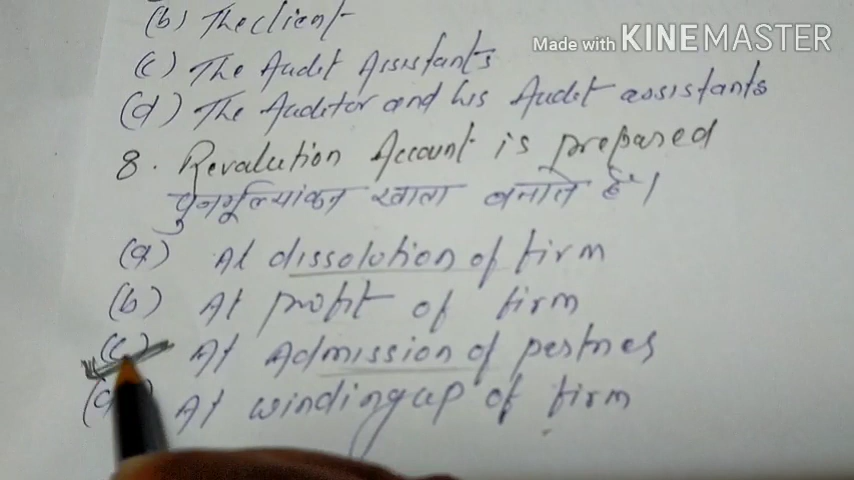 (b) The client
Made with KINEMASTER
(c) The Audit Assistants
(d) The Auditor and his Audit assistants
8. Revalution Account is prepared
पुनर्मूल्यांकन खाता बनाते हैं।
(a) At dissolution of firm
(b) At profit of firm
(c) At Admission of
(d) At winding up of firm